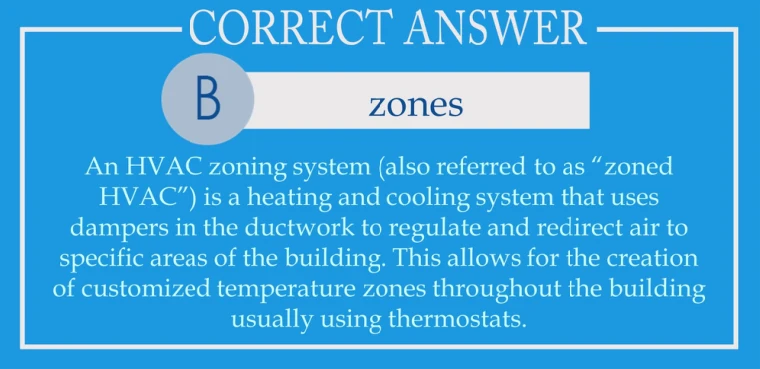 CORRECT ANSWER
B
zones
An HVAC zoning system (also referred to as “zoned
HVAC”) is a heating and cooling system that uses
dampers in the ductwork to regulate and redirect air to
specific areas of the building. This allows for the creation
of customized temperature zones throughout the building
usually using thermostats.